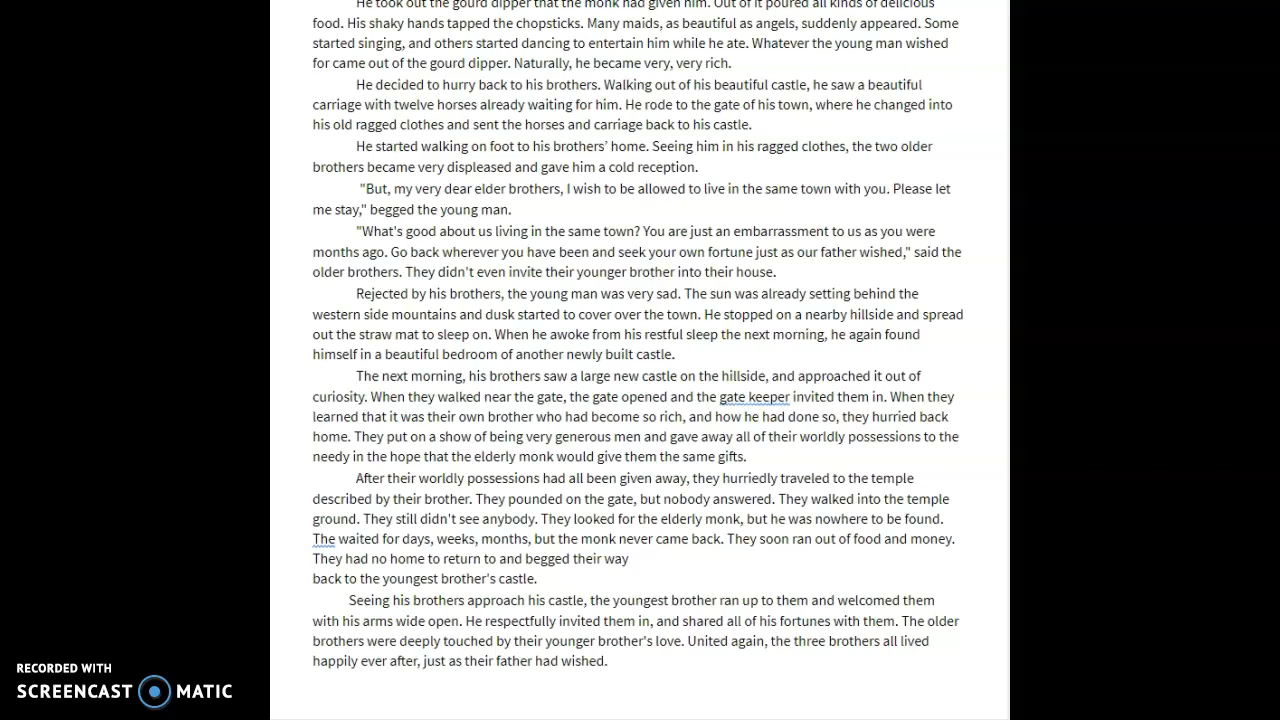 He took out the gourd dipper that the monk had given him. Out of it poured all kinds of delicious
food. His shaky hands tapped the chopsticks. Many maids, as beautiful as angels, suddenly appeared. Some
started singing, and others started dancing to entertain him while he ate. Whatever the young man wished
for came out of the gourd dipper. Naturally, he became very, very rich.
He decided to hurry back to his brothers. Walking out of his beautiful castle, he saw a beautiful
carriage with twelve horses already waiting for him. He rode to the gate of his town, where he changed into
his old ragged clothes and sent the horses and carriage back to his castle.
He started walking on foot to his brothers’ home. Seeing him in his ragged clothes, the two older
brothers became very displeased and gave him a cold reception.
"But, my very dear elder brothers, I wish to be allowed to live in the same town with you. Please let
me stay," begged the young man.
"What's good about us living in the same town? You are just an embarrassment to us as you were
months ago. Go back wherever you have been and seek your own fortune just as our father wished," said the
older brothers. They didn't even invite their younger brother into their house.
Rejected by his brothers, the young man was very sad. The sun was already setting behind the
western side mountains and dusk started to cover over the town. He stopped on a nearby hillside and spread
out the straw mat to sleep on. When he awoke from his restful sleep the next morning, he again found
himself in a beautiful bedroom of another newly built castle.
The next morning, his brothers saw a large new castle on the hillside, and approached it out of
curiosity. When they walked near the gate, the gate opened and the gate keeper invited them in. When they
learned that it was their own brother who had become so rich, and how he had done so, they hurried back
home. They put on a show of being very generous men and gave away all of their worldly possessions to the
needy in the hope that the elderly monk would give them the same gifts.
After their worldly possessions had all been given away, they hurriedly traveled to the temple
described by their brother. They pounded on the gate, but nobody answered. They walked into the temple
ground. They still didn't see anybody. They looked for the elderly monk, but he was nowhere to be found.
The waited for days, weeks, months, but the monk never came back. They soon ran out of food and money.
They had no home to return to and begged their way
back to the youngest brother's castle.
Seeing his brothers approach his castle, the youngest brother ran up to them and welcomed them
with his arms wide open. He respectfully invited them in, and shared all of his fortunes with them. The older
brothers were deeply touched by their younger brother's love. United again, the three brothers all lived
happily ever after, just as their father had wished.
RECORDED WITH
SCREENCAST MATIC